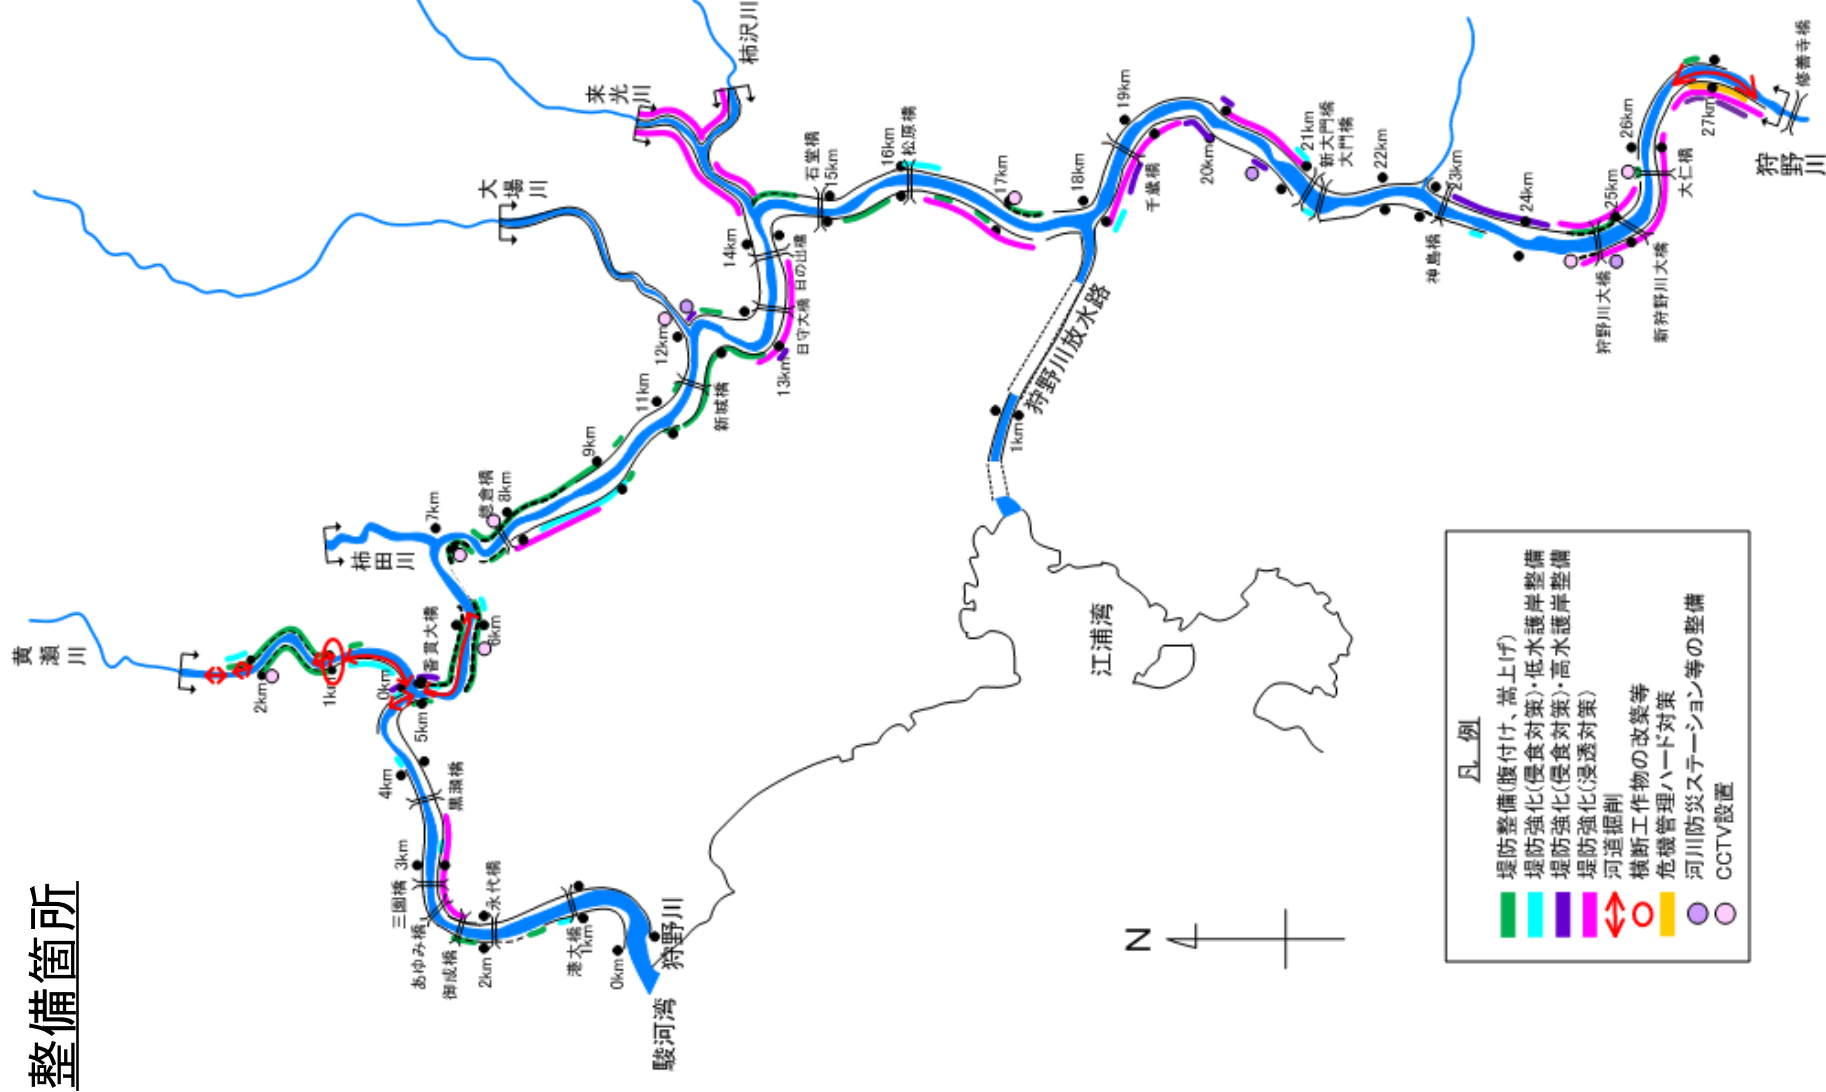 整備箇所
黄瀬川
柿田川
大場川
来光川
柿沢川
狩野川
修善寺橋
駿河湾
狩野川
江浦湾
狩野川放水路
1km
0km
1km
港大橋
2km
永代橋
御成橋
あゆみ橋
三園橋
3km
黒瀬橋
4km
5km
0km
1km
2km
香貫大橋
6km
7km
徳倉橋
8km
9km
11km
新城橋
12km
13km
日守大橋
日の出橋
14km
石堂橋
15km
16km
松原橋
17km
18km
19km
千歳橋
20km
21km
新大門橋
大門橋
22km
23km
神島橋
24km
25km
狩野川大橋
新狩野川大橋
26km
大仁橋
27km
N
凡例
堤防整備(腹付け、嵩上げ)
堤防強化(侵食対策)・低水護岸整備
堤防強化(侵食対策)・高水護岸整備
堤防強化(浸透対策)
河道掘削
横断工作物の改築等
危機管理ハード対策
河川防災ステーション等の整備
CCTV設置